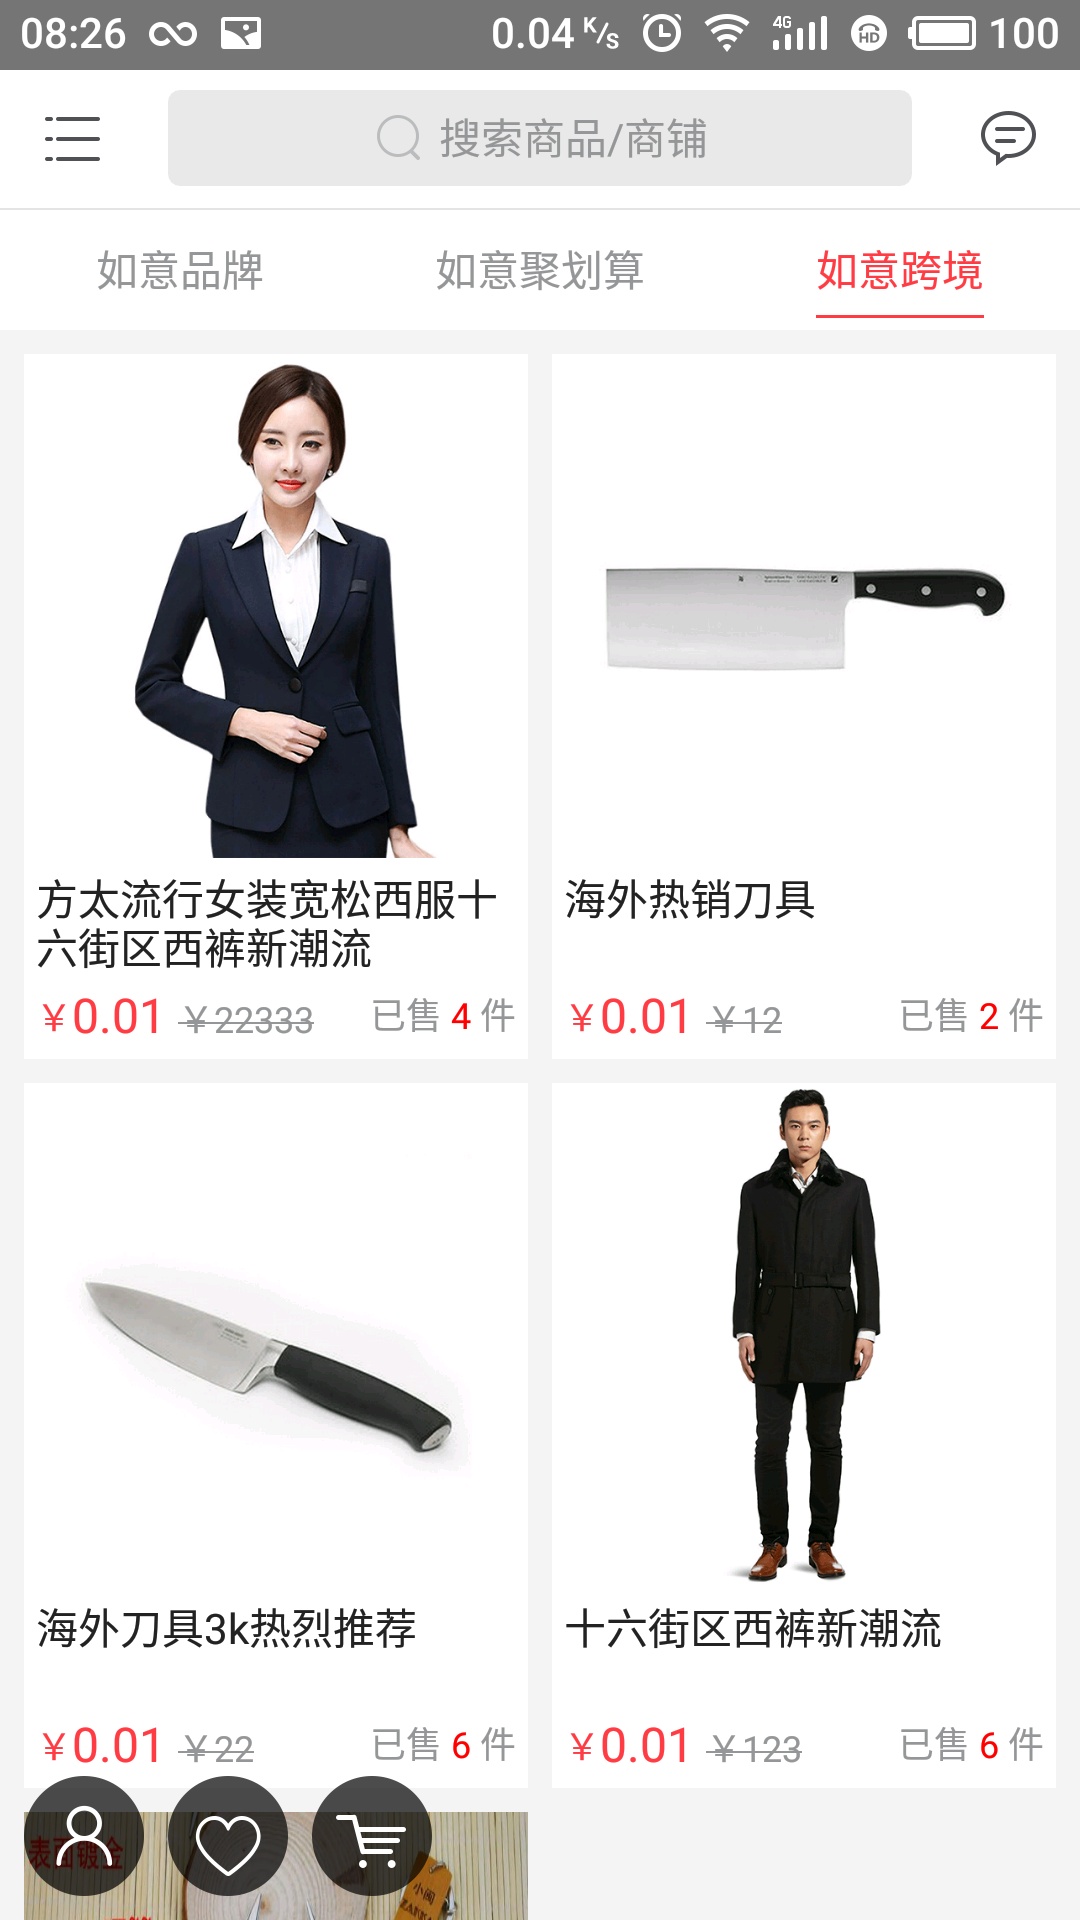 08:26 0.04 K/s 4G HD 100
搜索商品/商铺
如意品牌 如意聚划算 如意跨境
方太流行女装宽松西服十
六街区西裤新潮流
￥0.01 ￥22333 已售 4 件
海外热销刀具
￥0.01 ￥12 已售 2 件
海外刀具3k热烈推荐
￥0.01 ￥22 已售 6 件
十六街区西裤新潮流
￥0.01 ￥123 已售 6 件
表面镀金